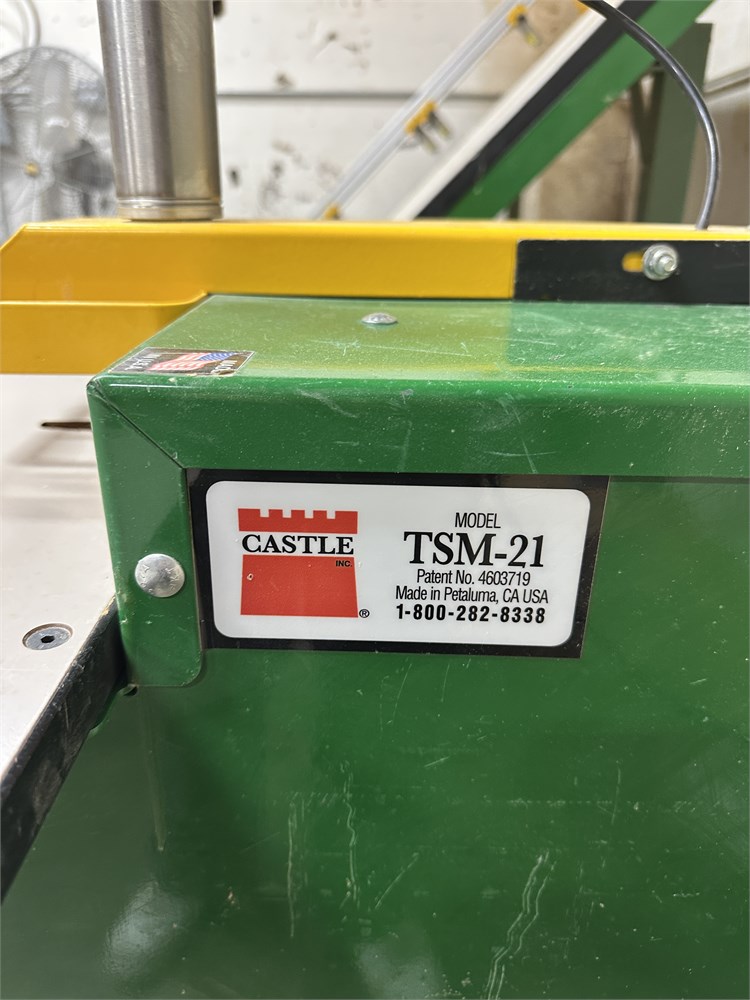 CASTLE
INC.
®
MODEL
TSM-21
Patent No. 4603719
Made in Petaluma, CA USA
1-800-282-8338